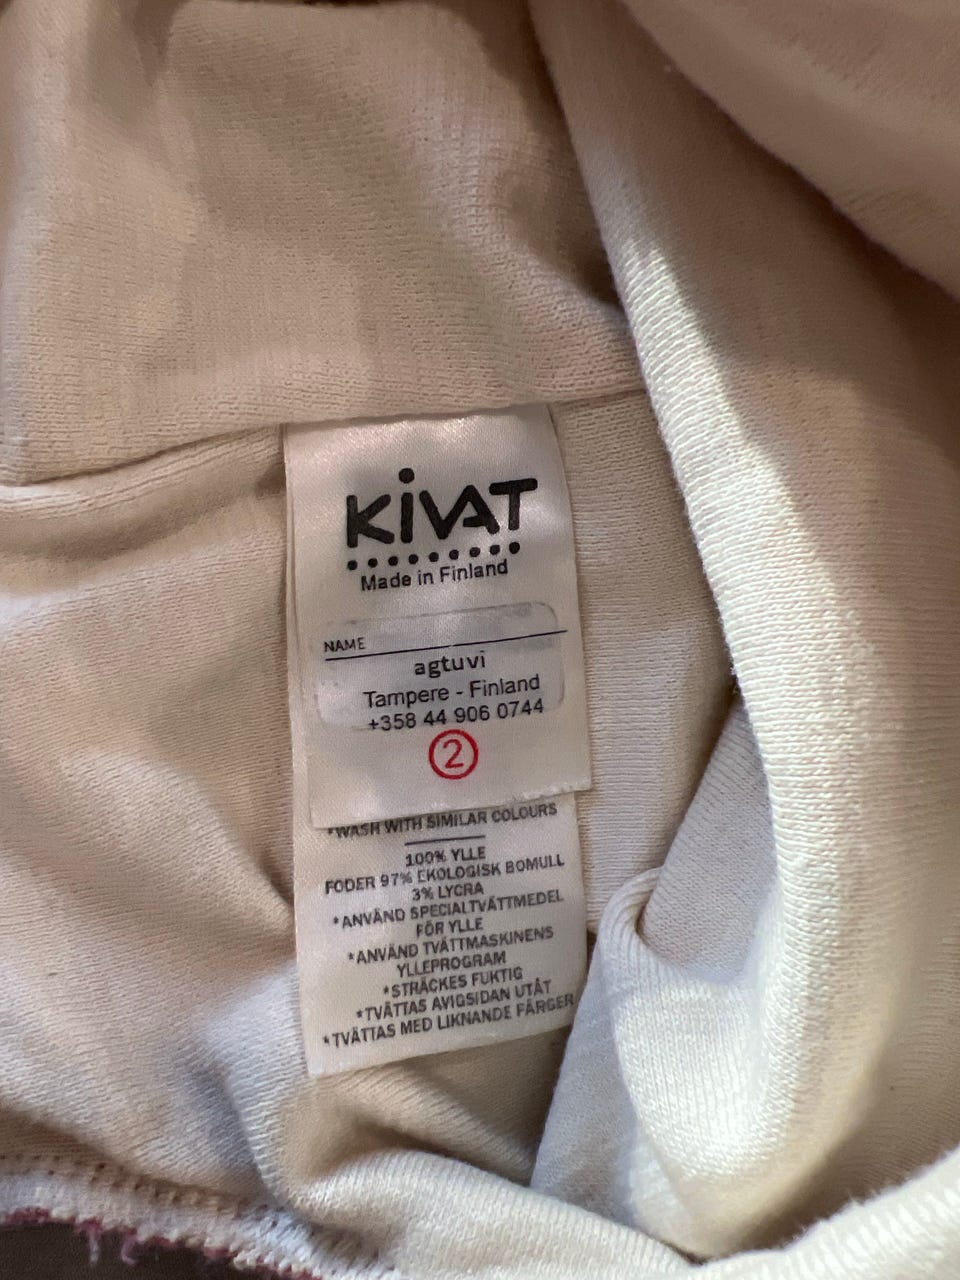 KiVAT
Made in Finland
NAME
agtuvi
Tampere - Finland
+358 44 906 0744
2
*WASH WITH SIMILAR COLOURS
100% YLLE
FODER 97% EKOLOGISK BOMULL
3% LYCRA
*ANVÄND SPECIALTVÄTTMEDEL
FÖR YLLE
*ANVÄND TVÄTTMASKINENS
YLLEPROGRAM
*STRÄCKES FUKTIG
*TVÄTTAS AVIGSIDAN UTÅT
*TVÄTTAS MED LIKNANDE FÄRGER